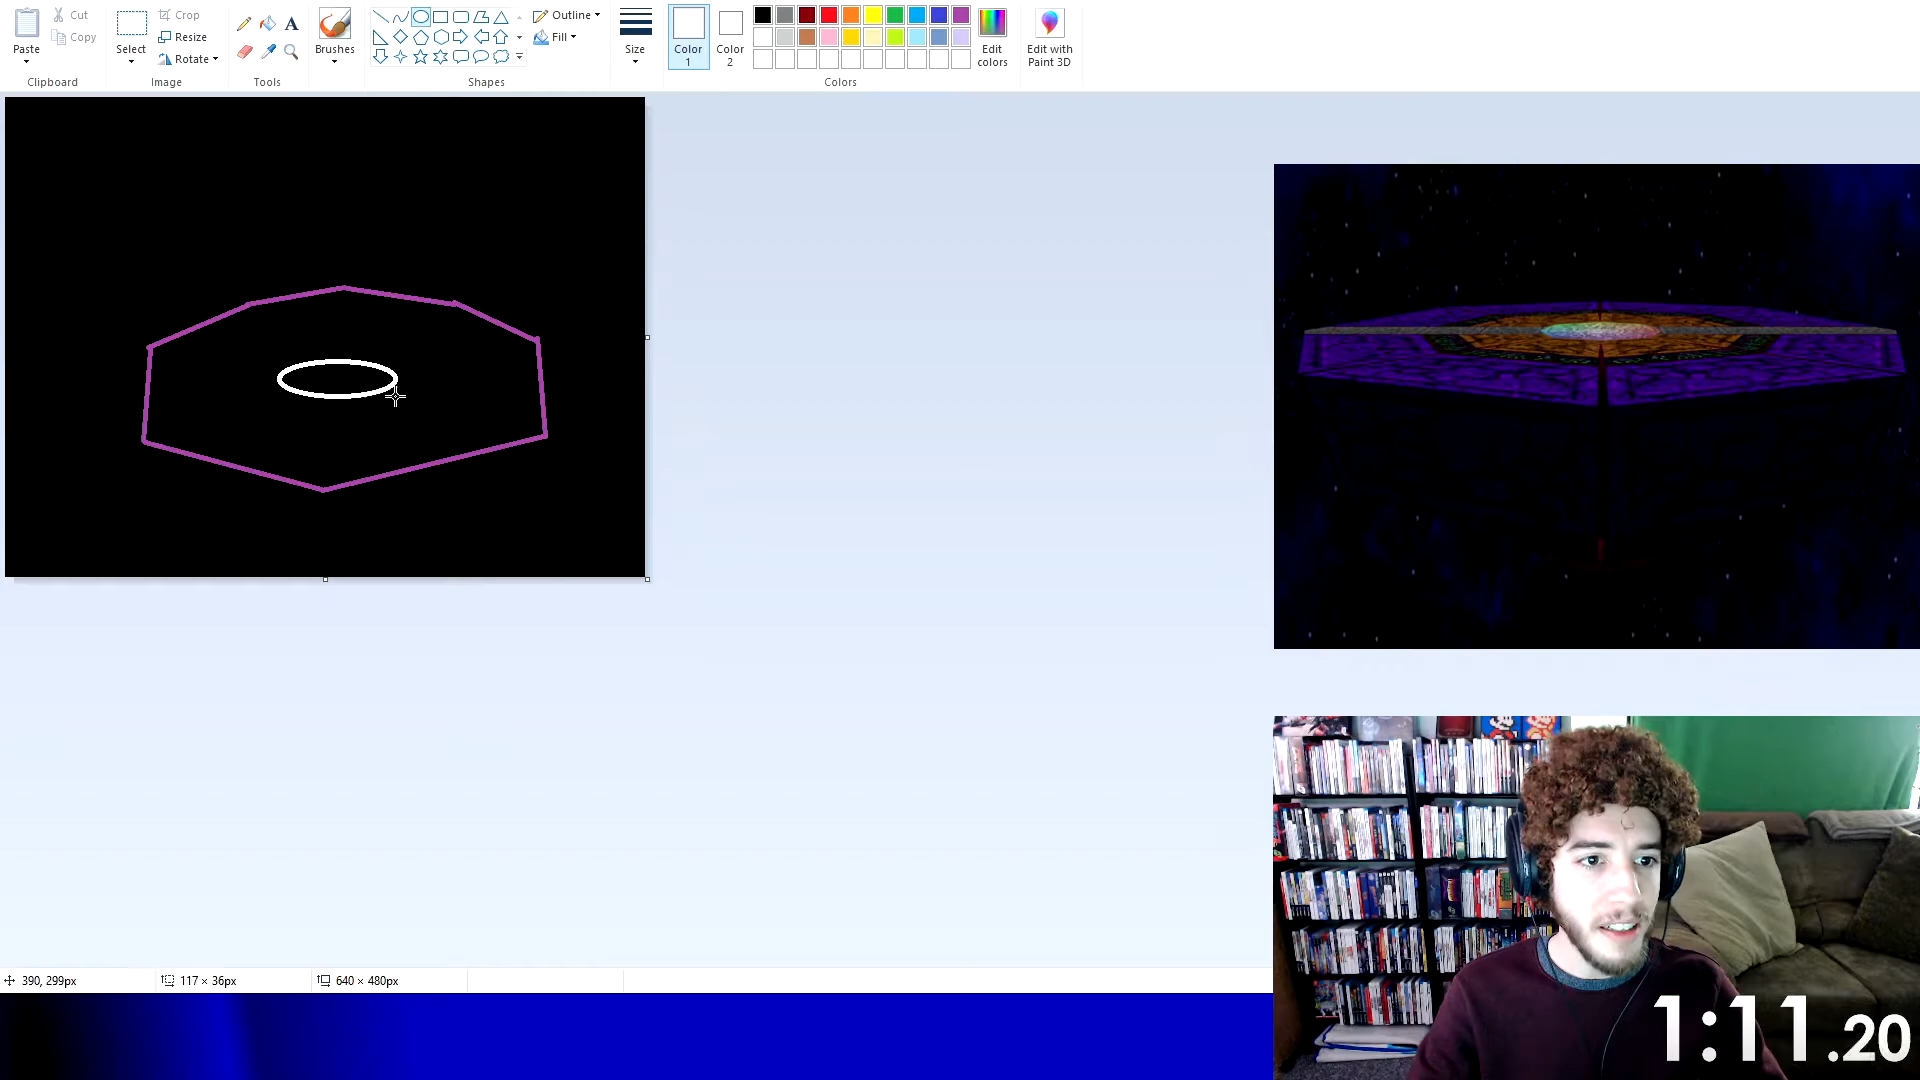 Cut
Crop
Outline
Copy
Resize
Fill
Paste
Select
Rotate
Brushes
Size
Color
1
Color
2
Edit
colors
Edit with
Paint 3D
Clipboard
Image
Tools
Shapes
Colors
A
390, 299px
117 × 36px
640 × 480px
1:11.20